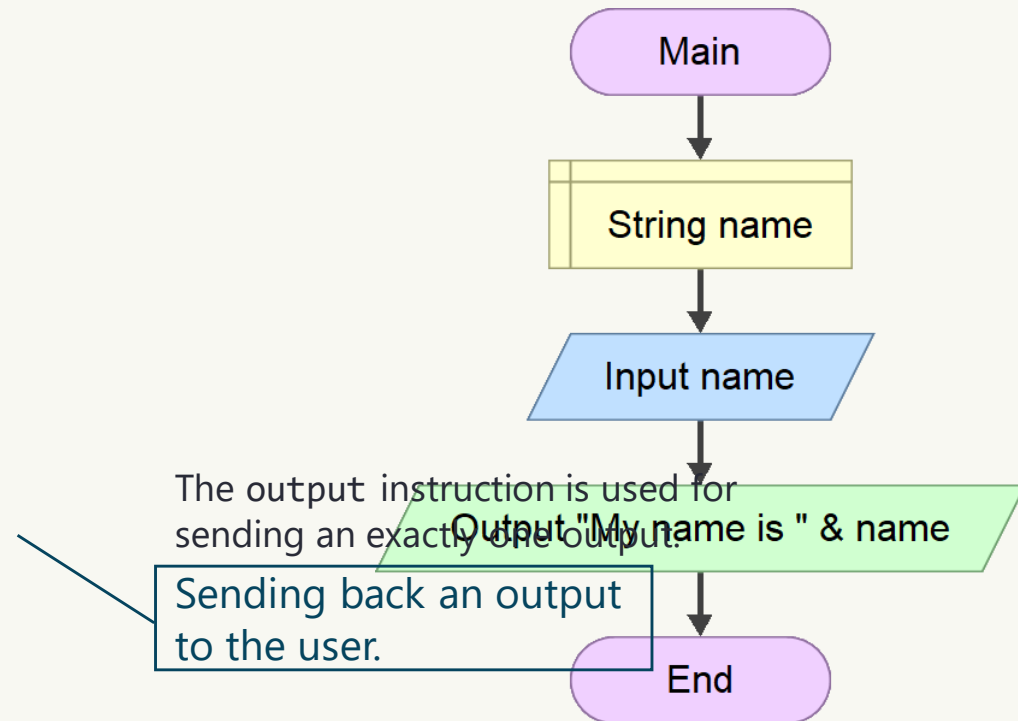 Main
String name
Input name
The output instruction is used for
sending an exactly one output.
Output "My name is " & name
Sending back an output
to the user.
End